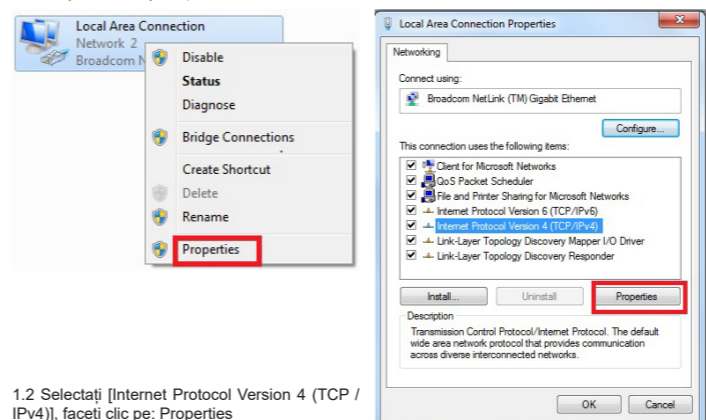 Local Area Connection
Network 2
Broadcom N
Disable
Status
Diagnose
Bridge Connections
Create Shortcut
Delete
Rename
Properties
1.2 Selectați [Internet Protocol Version 4 (TCP /
IPv4)], faceți clic pe: Properties
Local Area Connection Properties
Networking
Connect using:
Broadcom NetLink (TM) Gigabit Ethernet
Configure...
This connection uses the following items:
Client for Microsoft Networks
QoS Packet Scheduler
File and Printer Sharing for Microsoft Networks
Internet Protocol Version 6 (TCP/IPv6)
Internet Protocol Version 4 (TCP/IPv4)
Link-Layer Topology Discovery Mapper I/O Driver
Link-Layer Topology Discovery Responder
Install... Uninstall Properties
Description
Transmission Control Protocol/Internet Protocol. The default
wide area network protocol that provides communication
across diverse interconnected networks.
OK Cancel